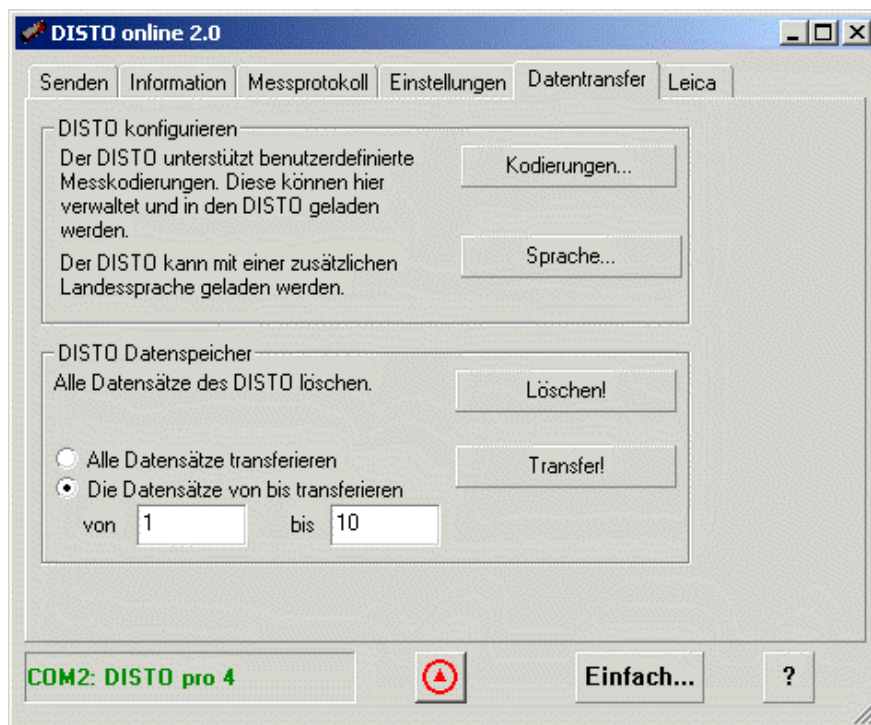 DISTO online 2.0
Senden Information Messprotokoll Einstellungen Datentransfer Leica
DISTO konfigurieren
Der DISTO unterstützt benutzerdefinierte
Messkodierungen. Diese können hier
verwaltet und in den DISTO geladen
werden.
Kodierungen...
Der DISTO kann mit einer zusätzlichen
Landessprache geladen werden.
Sprache...
DISTO Datenspeicher
Alle Datensätze des DISTO löschen.
Löschen!
Alle Datensätze transferieren
Transfer!
Die Datensätze von bis transferieren
von 1 bis 10
COM2: DISTO pro 4
Einfach...
?